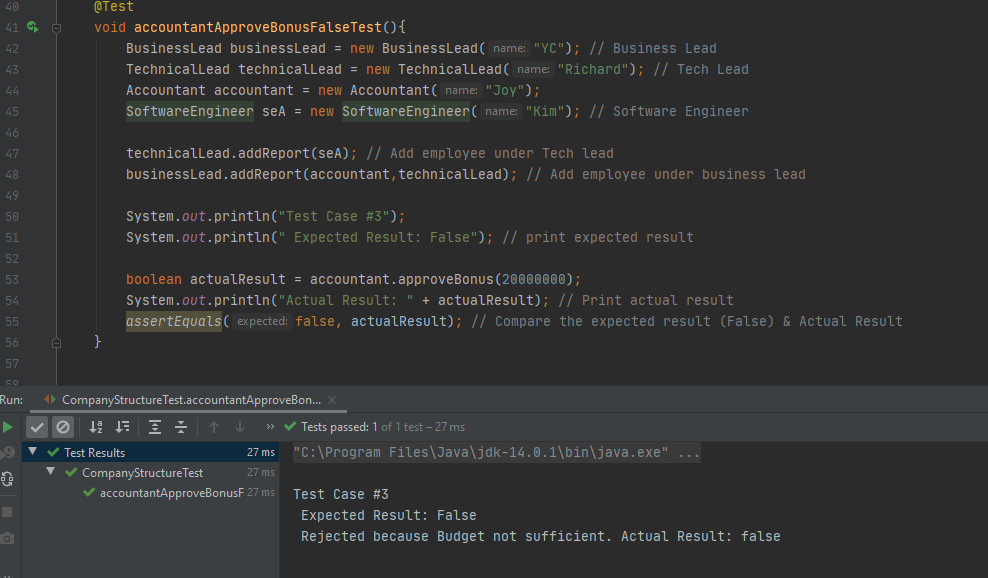 40 @Test
41 void accountantApproveBonusFalseTest(){
42 BusinessLead businessLead = new BusinessLead( name: "YC"); // Business Lead
43 TechnicalLead technicalLead = new TechnicalLead( name: "Richard"); // Tech Lead
44 Accountant accountant = new Accountant( name: "Joy");
45 SoftwareEngineer seA = new SoftwareEngineer( name: "Kim"); // Software Engineer
46
47 technicalLead.addReport(seA); // Add employee under Tech lead
48 businessLead.addReport(accountant,technicalLead); // Add employee under business lead
49
50 System.out.println("Test Case #3");
51 System.out.println(" Expected Result: False"); // print expected result
52
53 boolean actualResult = accountant.approveBonus(20000000);
54 System.out.println("Actual Result: " + actualResult); // Print actual result
55 assertEquals( expected: false, actualResult); // Compare the expected result (False) & Actual Result
56 }
57
58
Run: CompanyStructureTest.accountantApproveBon... ×
» Tests passed: 1 of 1 test – 27 ms
Test Results 27 ms
CompanyStructureTest 27 ms
accountantApproveBonusF 27 ms
"C:\Program Files\Java\jdk-14.0.1\bin\java.exe" ...
Test Case #3
Expected Result: False
Rejected because Budget not sufficient. Actual Result: false